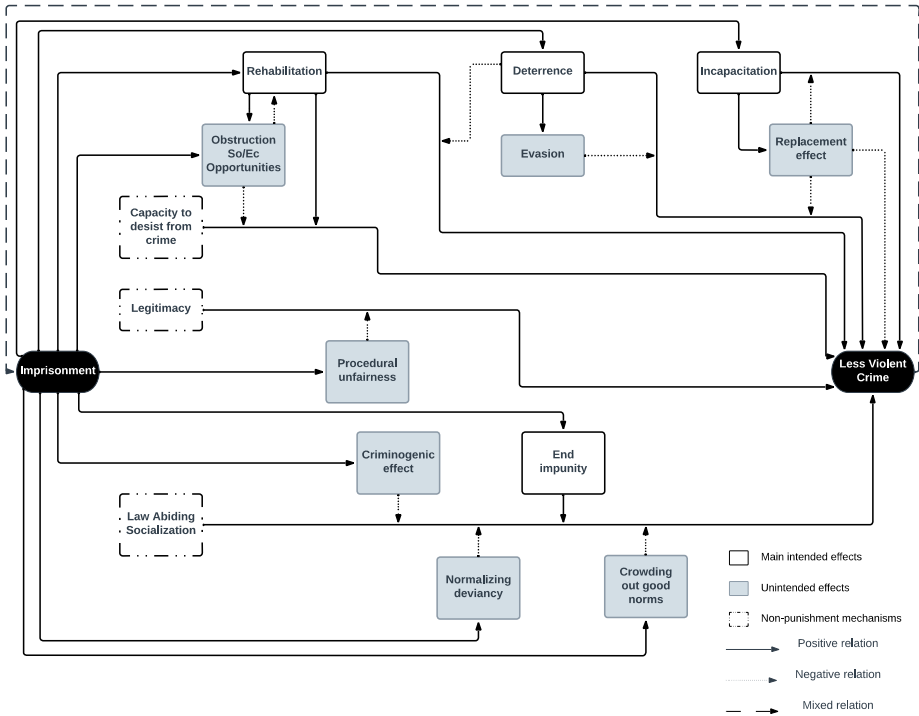 Rehabilitation
Deterrence
Incapacitation
Obstruction
So/Ec
Opportunities
Evasion
Replacement
effect
Capacity to
desist from
crime
Legitimacy
Imprisonment
Procedural
unfairness
Less Violent
Crime
Criminogenic
effect
End
impunity
Law Abiding
Socialization
Normalizing
deviancy
Crowding
out good
norms
Main intended effects
Unintended effects
Non-punishment mechanisms
Positive relation
Negative relation
Mixed relation